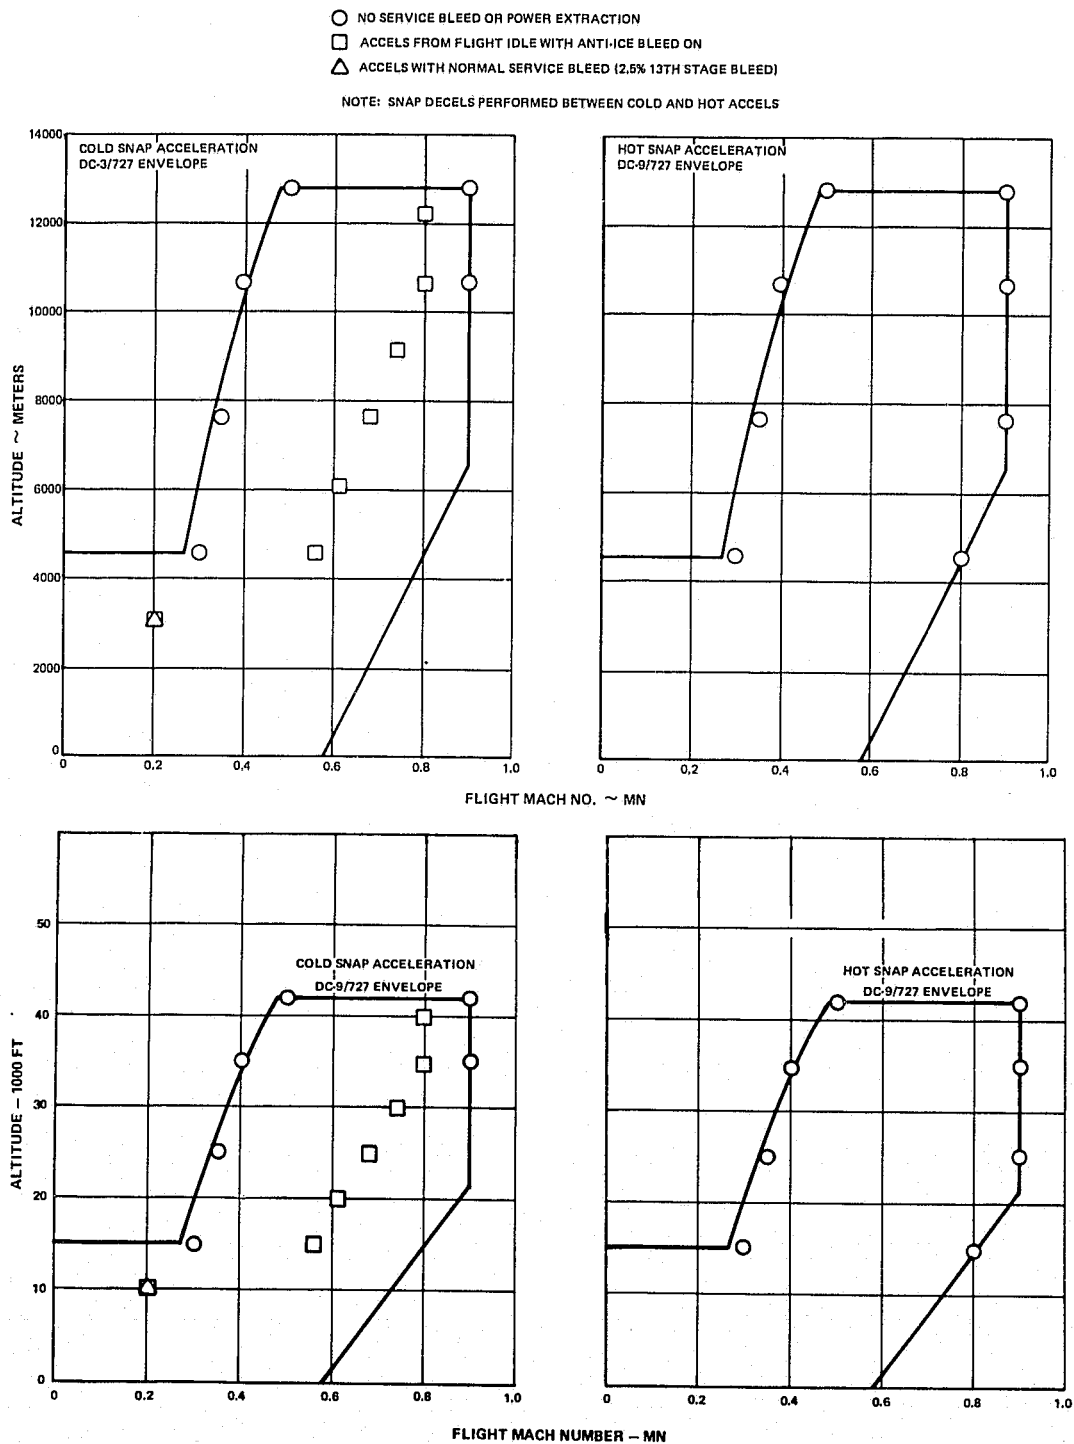 NO SERVICE BLEED OR POWER EXTRACTION
ACCELS FROM FLIGHT IDLE WITH ANTI-ICE BLEED ON
ACCELS WITH NORMAL SERVICE BLEED (2.5% 13TH STAGE BLEED)
NOTE: SNAP DECELS PERFORMED BETWEEN COLD AND HOT ACCELS
COLD SNAP ACCELERATION
DC-3/727 ENVELOPE
14000
12000
10000
8000
6000
4000
2000
0
ALTITUDE ~ METERS
0 0.2 0.4 0.6 0.8 1.0
HOT SNAP ACCELERATION
DC-9/727 ENVELOPE
0 0.2 0.4 0.6 0.8 1.0
FLIGHT MACH NO. ~ MN
COLD SNAP ACCELERATION
DC-9/727 ENVELOPE
50
40
30
20
10
0
ALTITUDE – 1000 FT
0 0.2 0.4 0.6 0.8 1.0
HOT SNAP ACCELERATION
DC-9/727 ENVELOPE
0 0.2 0.4 0.6 0.8 1.0
FLIGHT MACH NUMBER – MN